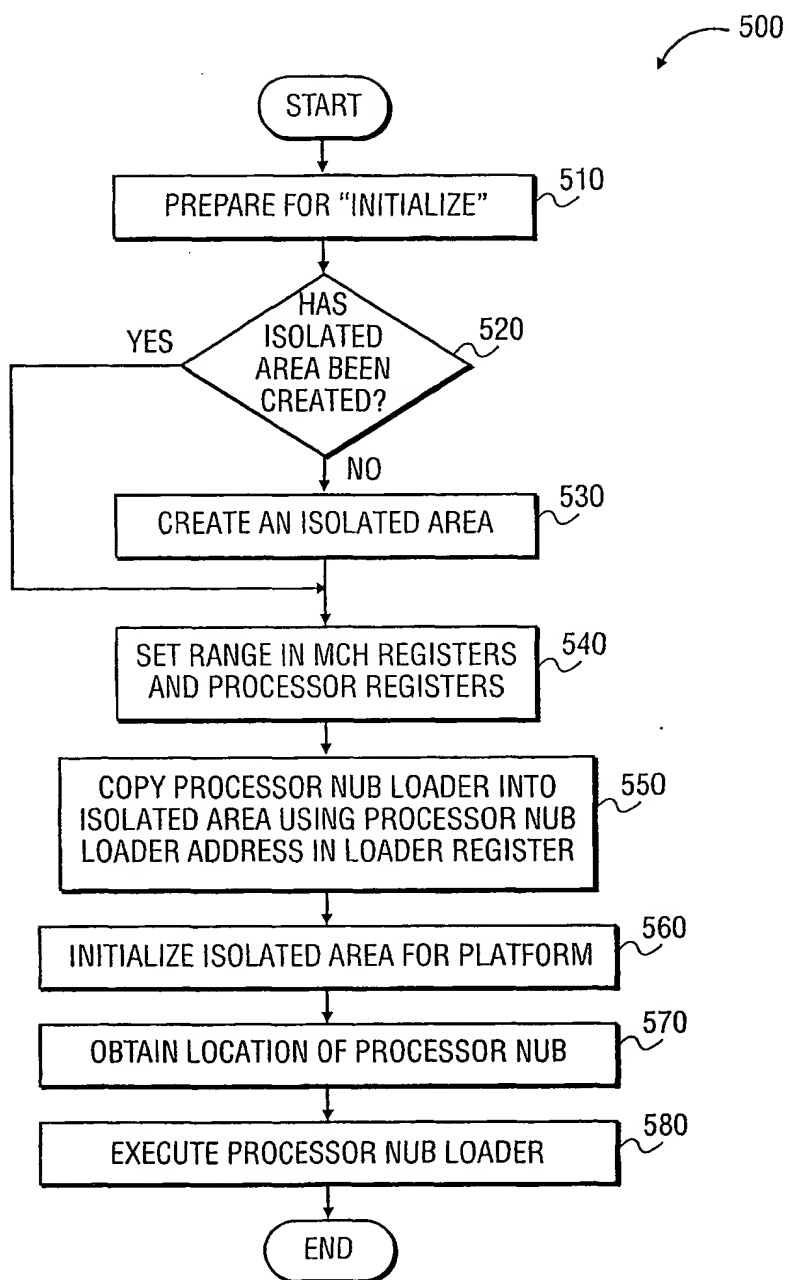 500
START
PREPARE FOR “INITIALIZE”
510
HAS
ISOLATED
AREA BEEN
CREATED?
520
YES
NO
CREATE AN ISOLATED AREA
530
SET RANGE IN MCH REGISTERS
AND PROCESSOR REGISTERS
540
COPY PROCESSOR NUB LOADER INTO
ISOLATED AREA USING PROCESSOR NUB
LOADER ADDRESS IN LOADER REGISTER
550
INITIALIZE ISOLATED AREA FOR PLATFORM
560
OBTAIN LOCATION OF PROCESSOR NUB
570
EXECUTE PROCESSOR NUB LOADER
580
END